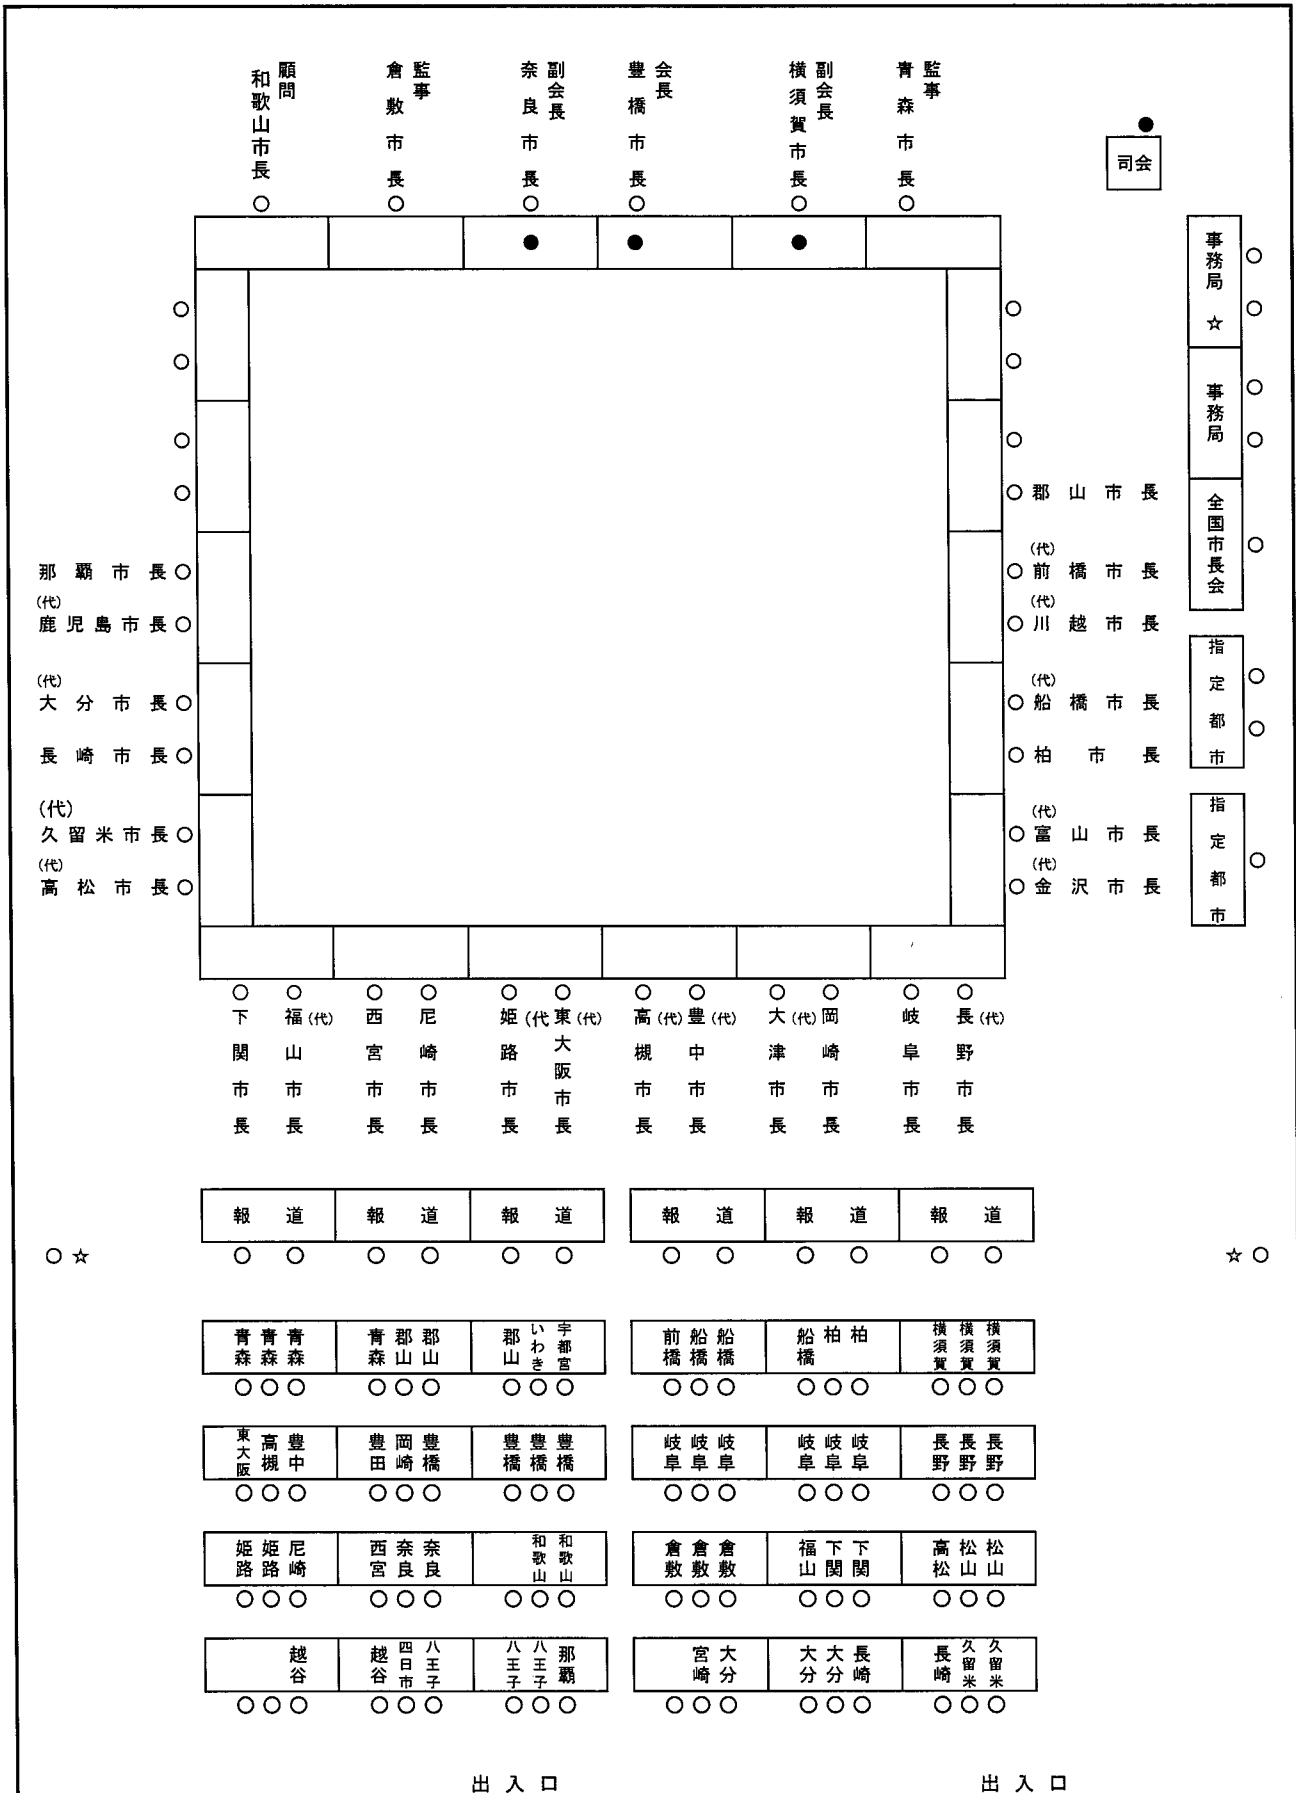 顧問
和歌山市長
監事
倉敷市長
副会長
奈良市長
会長
豊橋市長
副会長
横須賀市長
監事
青森市長
司会
事務局 ☆
事務局
全国市長会
指定都市
指定都市
郡山市長
(代)
前橋市長
(代)
川越市長
(代)
船橋市長
柏市長
(代)
富山市長
(代)
金沢市長
那覇市長
(代)
鹿児島市長
(代)
大分市長
長崎市長
(代)
久留米市長
(代)
高松市長
下関市長
福山市長(代)
西宮市長
尼崎市長
姫路市長(代
東大阪市長(代)
高槻市長(代)
豊中市長(代)
大津市長(代)
岡崎市長
岐阜市長
長野市長(代)
報道 報道 報道 報道 報道 報道
☆ ☆
青森 青森 青森 青森 郡山 郡山 郡山 いわき 宇都宮 前橋 船橋 船橋 船橋 柏 柏 横須賀 横須賀 横須賀
東大阪 高槻 豊中 豊田 岡崎 豊橋 豊橋 豊橋 豊橋 岐阜 岐阜 岐阜 岐阜 岐阜 岐阜 長野 長野 長野
姫路 姫路 尼崎 西宮 奈良 奈良 和歌山 和歌山 倉敷 倉敷 倉敷 福山 下関 下関 高松 松山 松山
越谷 越谷 四日市 八王子 八王子 八王子 那覇 宮崎 大分 大分 大分 長崎 長崎 久留米 久留米
出入口 出入口